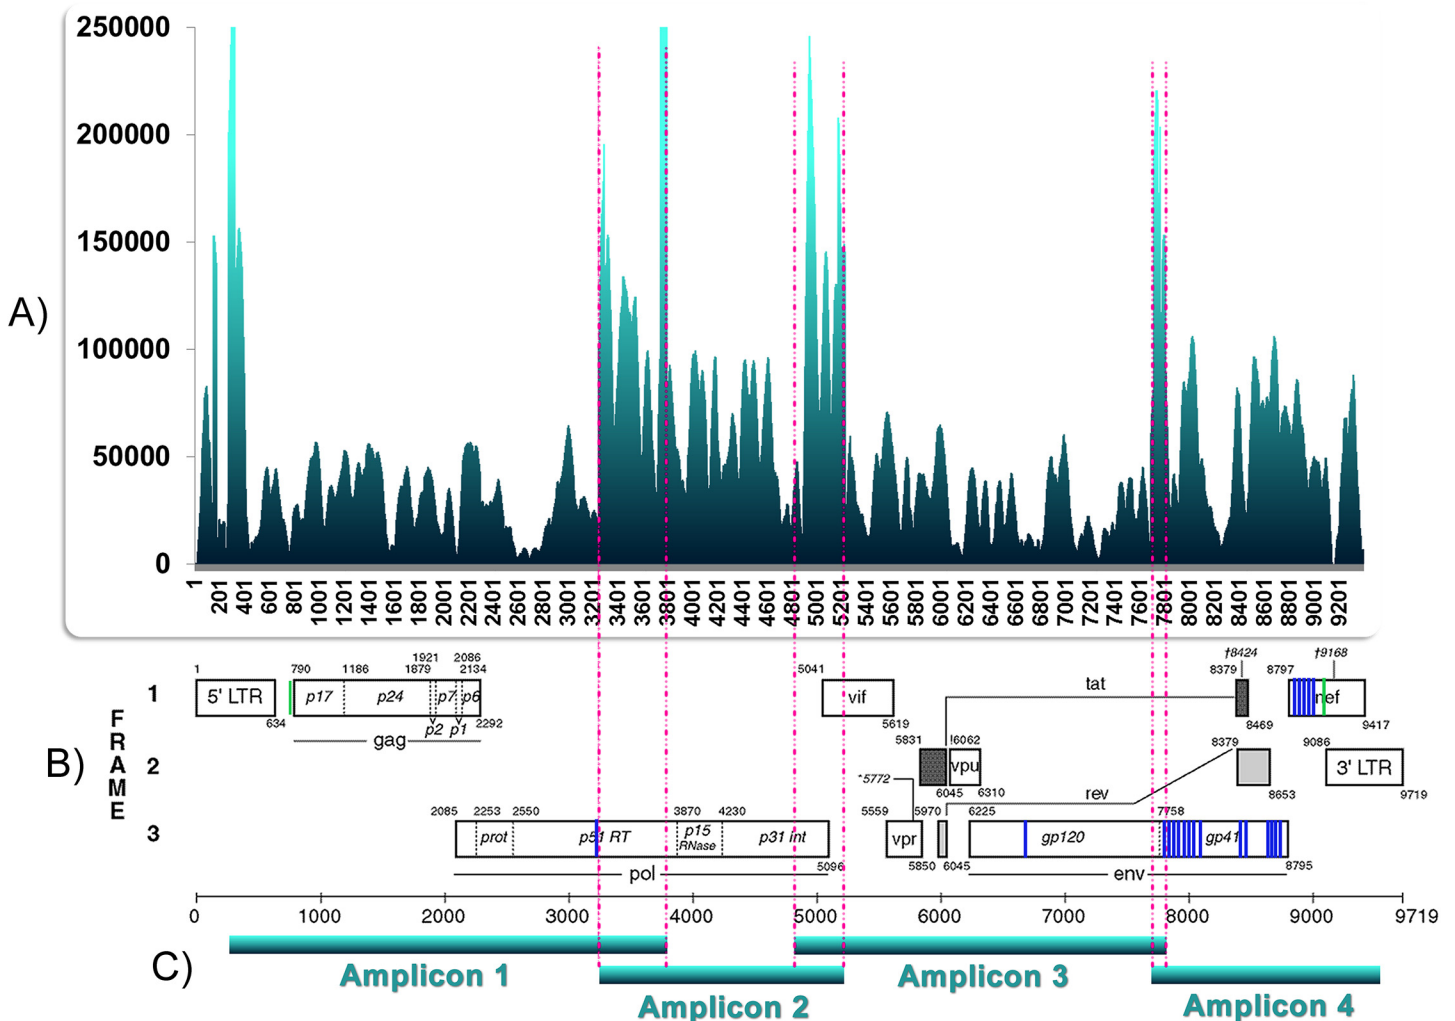 250000
200000
150000
100000
50000
0
A)
1 201 401 601 801 1001 1201 1401 1601 1801 2001 2201 2401 2601 2801 3001 3201 3401 3601 3801 4001 4201 4401 4601 4801 5001 5201 5401 5601 5801 6001 6201 6401 6601 6801 7001 7201 7401 7601 7801 8001 8201 8401 8601 8801 9001 9201
B)
FRAME
1
1 790 1186 1879 1921 2086 2134 5041 8379 †8424 8797 †9168
5' LTR p17 p24 p7 p6 vif tat nef
634 p2 p1 2292 5619 8469 9417
gag
2
5831 !6062 8379 9086
vpu 3' LTR
*5772 6045 6310 rev 8653 9719
3
2085 2253 2550 3870 4230 5559 5970 6225 7758
prot p51 RT p15 RNase p31 int vpr gp120 gp41
5096 5850 6045 8795
pol env
0 1000 2000 3000 4000 5000 6000 7000 8000 9000 9719
C)
Amplicon 1 Amplicon 3
Amplicon 2 Amplicon 4